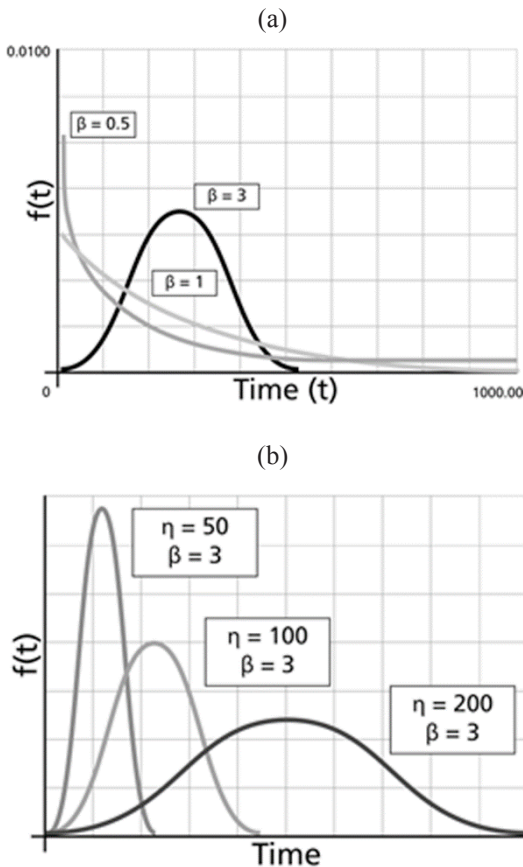 (a)
0.0100
β = 0.5
β = 3
f(t)
β = 1
0
Time (t)
1000.00
(b)
η = 50
β = 3
η = 100
β = 3
f(t)
η = 200
β = 3
Time